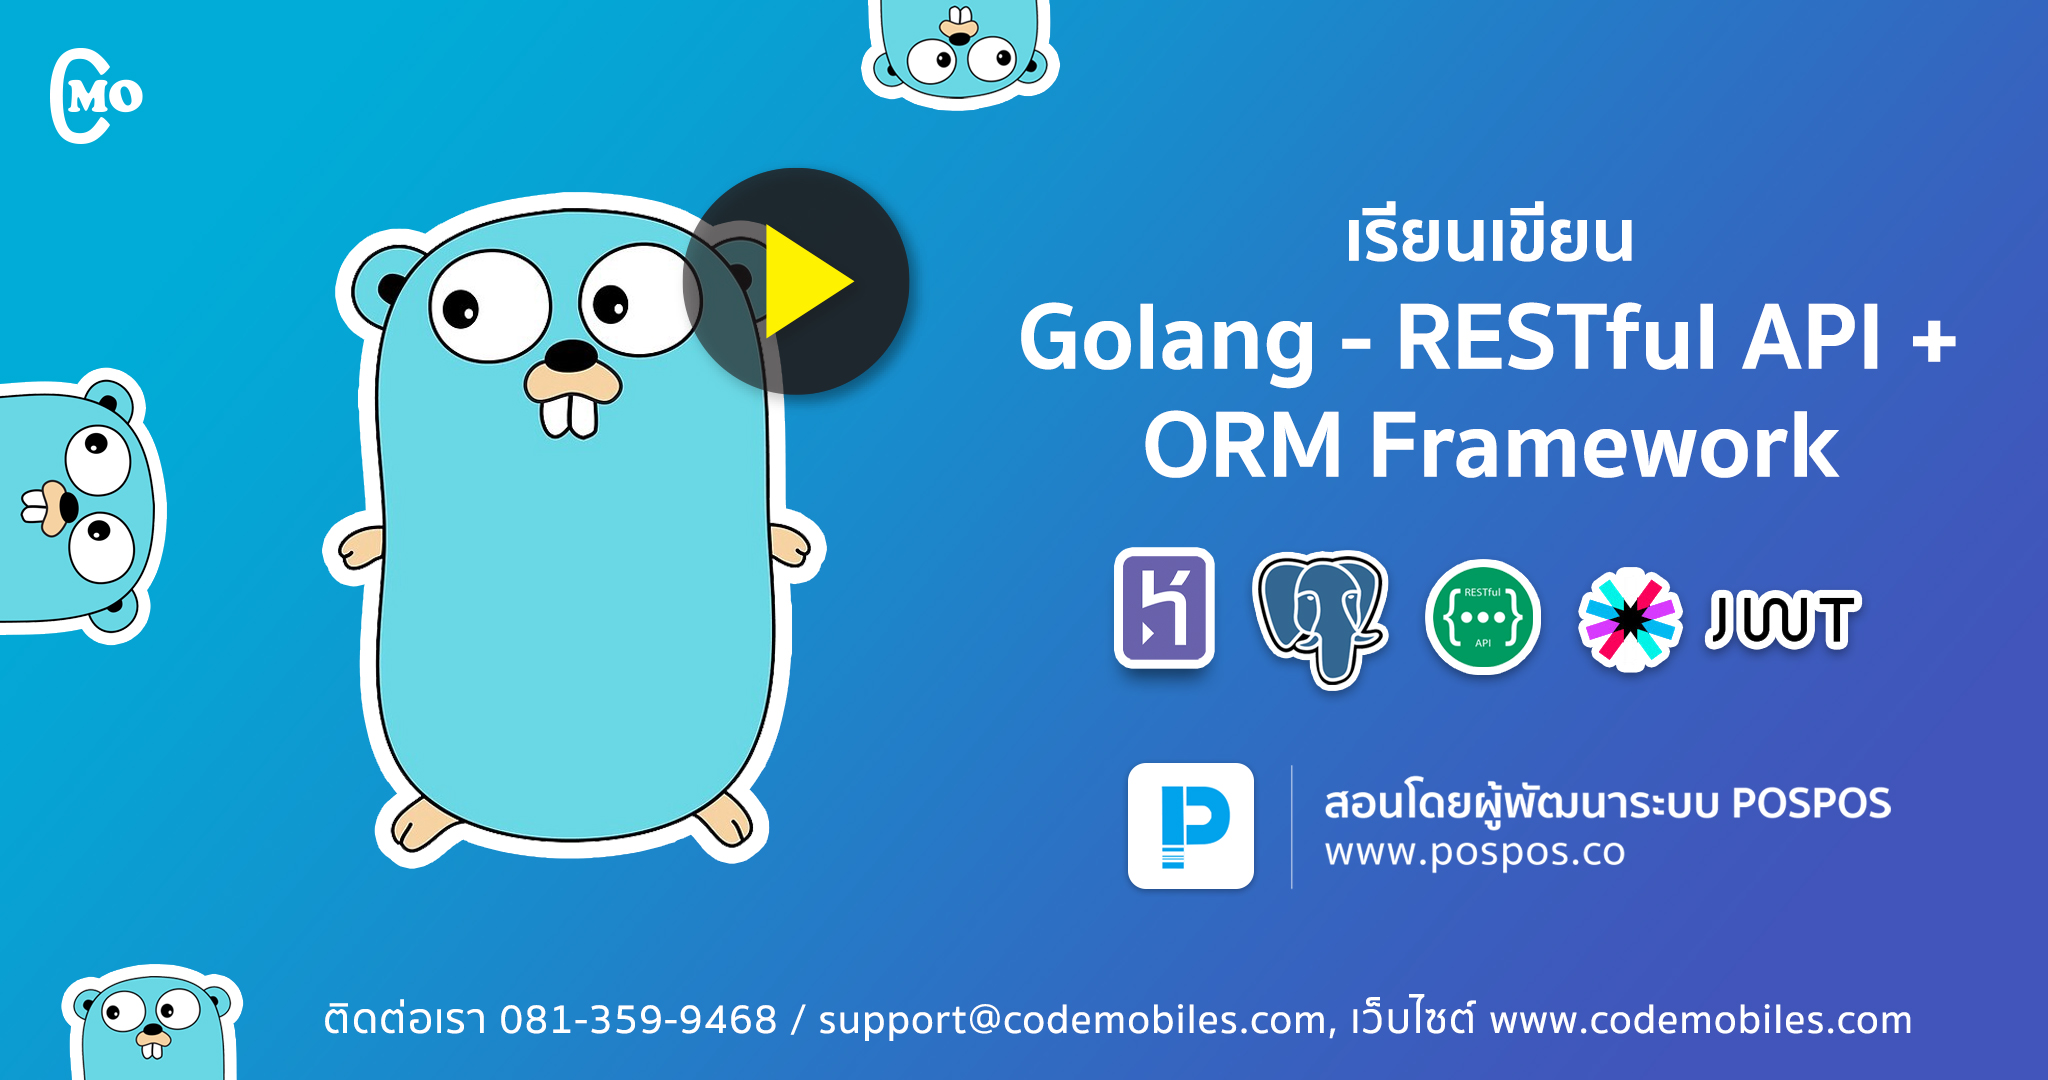 CMO
เรียนเขียน
Golang - RESTful API +
ORM Framework
RESTful
{...}
API
JWT
สอนโดยผู้พัฒนาระบบ POSPOS
www.pospos.co
ติดต่อเรา 081-359-9468 / support@codemobiles.com, เว็บไซต์ www.codemobiles.com